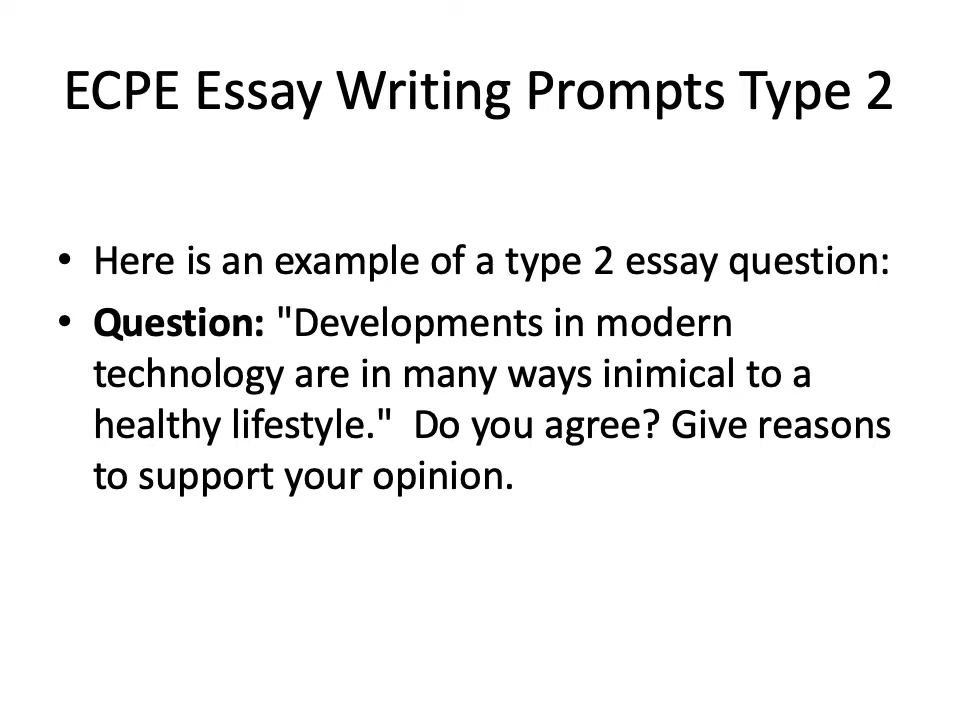 ECPE Essay Writing Prompts Type 2
• Here is an example of a type 2 essay question:
• Question: "Developments in modern
technology are in many ways inimical to a
healthy lifestyle."  Do you agree? Give reasons
to support your opinion.